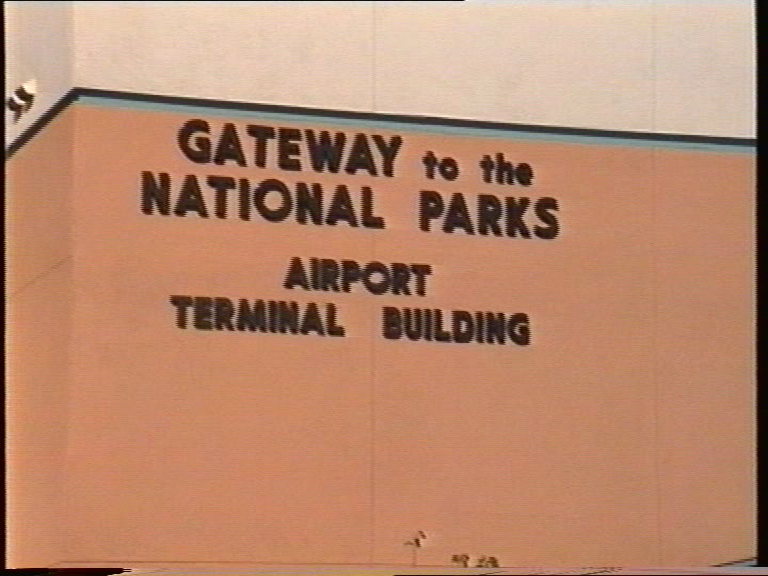 GATEWAY to the
NATIONAL PARKS
AIRPORT
TERMINAL BUILDING